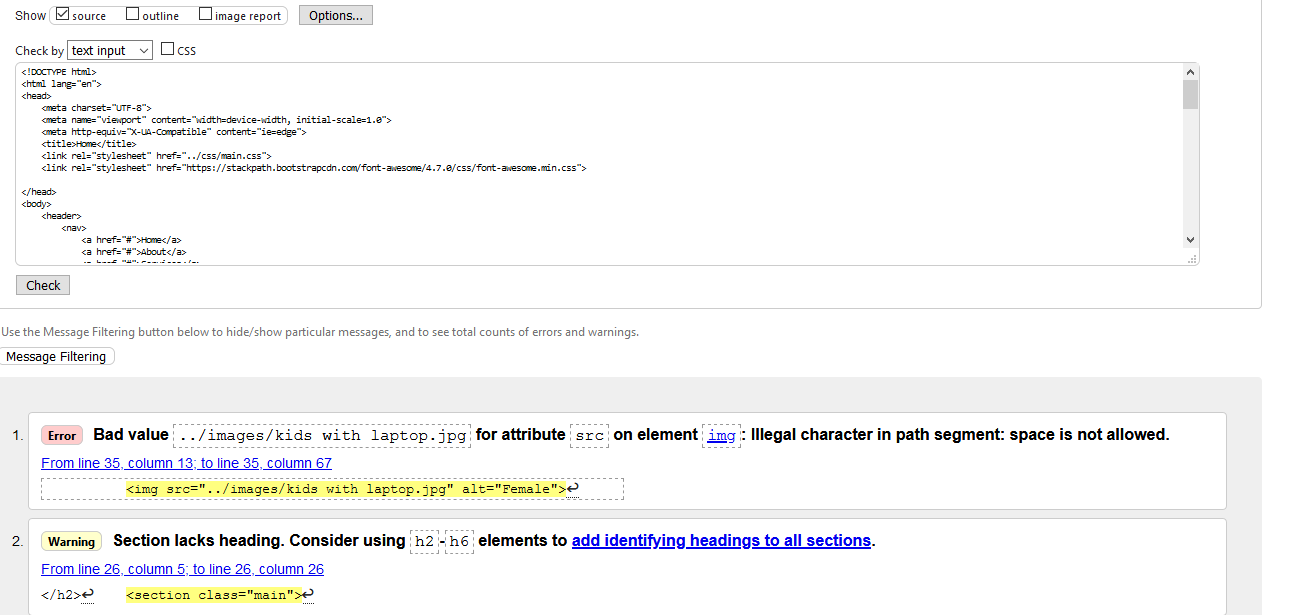 Show source outline image report Options...
Check by text input CSS
<!DOCTYPE html>
<html lang="en">
<head>
<meta charset="UTF-8">
<meta name="viewport" content="width=device-width, initial-scale=1.0">
<meta http-equiv="X-UA-Compatible" content="ie=edge">
<title>Home</title>
<link rel="stylesheet" href="../css/main.css">
<link rel="stylesheet" href="https://stackpath.bootstrapcdn.com/font-awesome/4.7.0/css/font-awesome.min.css">
</head>
<body>
<header>
<nav>
<a href="#">Home</a>
<a href="#">About</a>
Check
Use the Message Filtering button below to hide/show particular messages, and to see total counts of errors and warnings.
Message Filtering
1. Error Bad value ../images/kids with laptop.jpg for attribute src on element img: Illegal character in path segment: space is not allowed.
From line 35, column 13; to line 35, column 67
<img src="../images/kids with laptop.jpg" alt="Female">↩
2. Warning Section lacks heading. Consider using h2-h6 elements to add identifying headings to all sections.
From line 26, column 5; to line 26, column 26
</h2>↩ <section class="main">↩